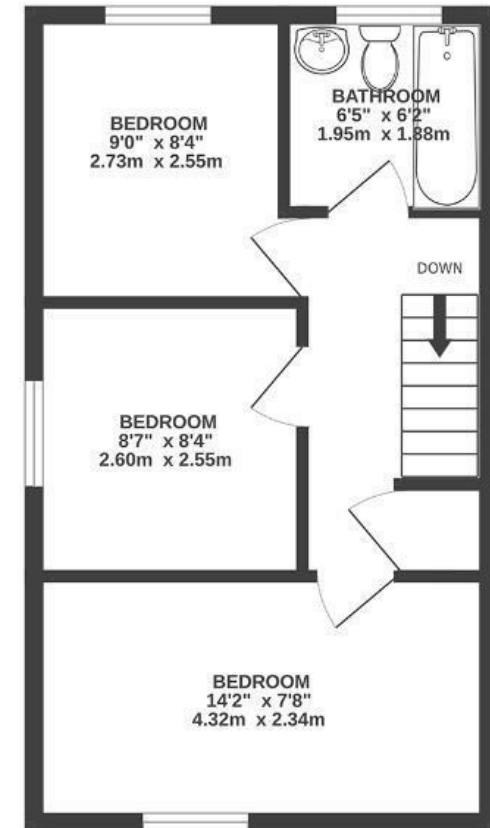 BEDROOM
9'0" x 8'4"
2.73m x 2.55m
BATHROOM
6'5" x 6'2"
1.95m x 1.88m
DOWN
BEDROOM
8'7" x 8'4"
2.60m x 2.55m
BEDROOM
14'2" x 7'8"
4.32m x 2.34m